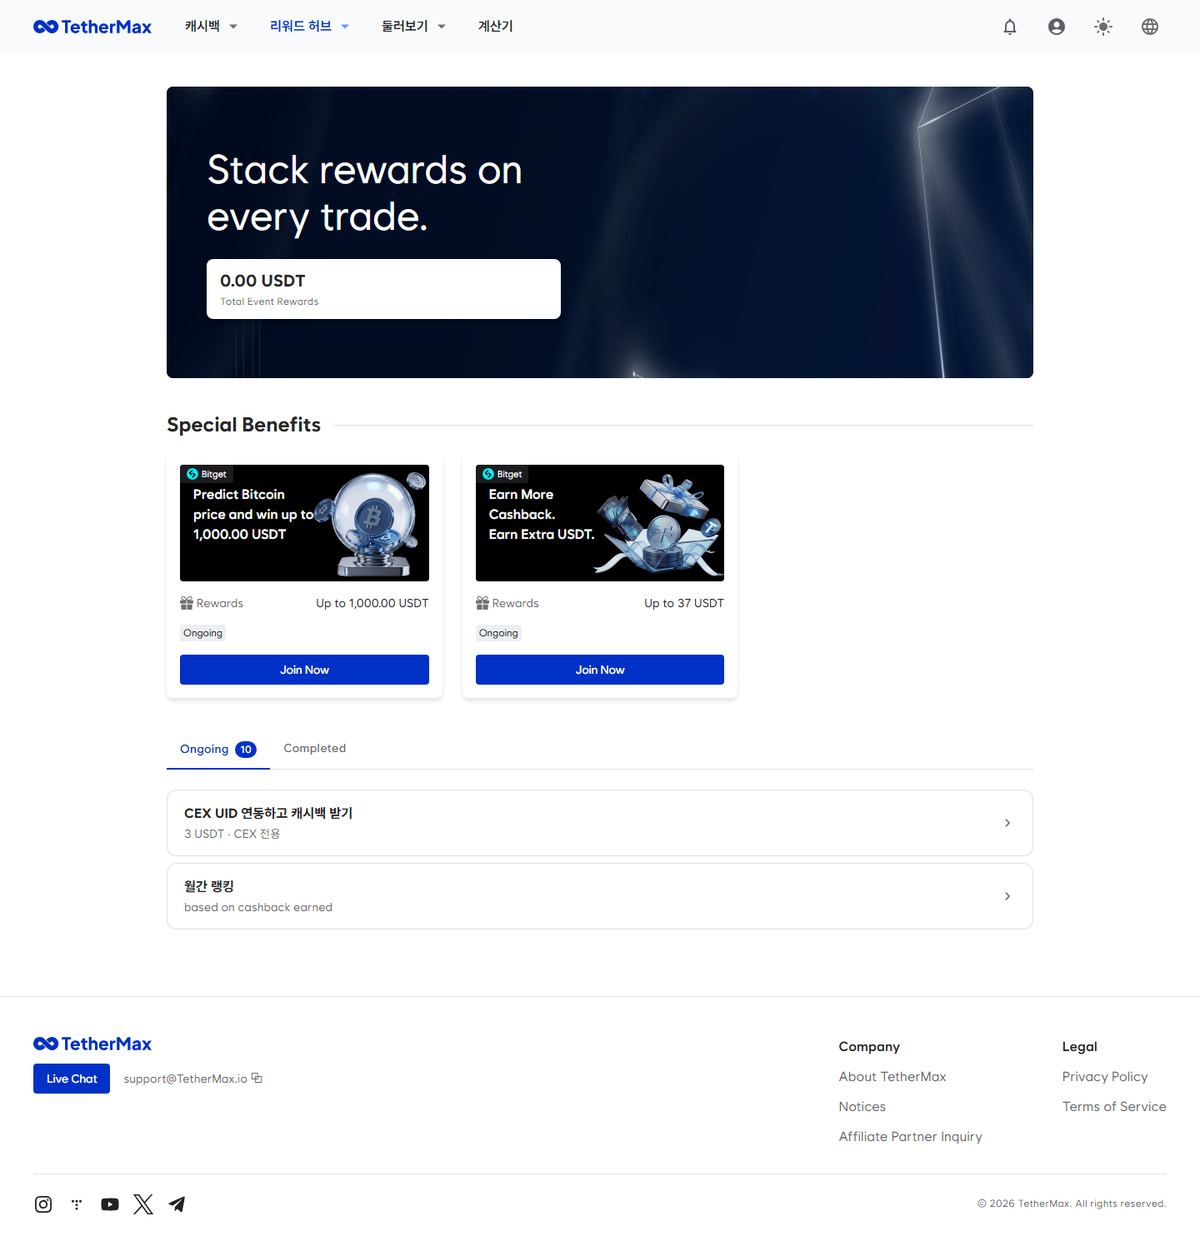 TetherMax
캐시백
리워드 허브
둘러보기
계산기
Stack rewards on
every trade.
0.00 USDT
Total Event Rewards
Special Benefits
Bitget
Predict Bitcoin
price and win up to
1,000.00 USDT
Rewards
Up to 1,000.00 USDT
Ongoing
Join Now
Bitget
Earn More
Cashback.
Earn Extra USDT.
Rewards
Up to 37 USDT
Ongoing
Join Now
Ongoing 10
Completed
CEX UID 연동하고 캐시백 받기
3 USDT · CEX 전용
월간 랭킹
based on cashback earned
TetherMax
Live Chat
support@TetherMax.io
Company
About TetherMax
Notices
Affiliate Partner Inquiry
Legal
Privacy Policy
Terms of Service
© 2026 TetherMax. All rights reserved.